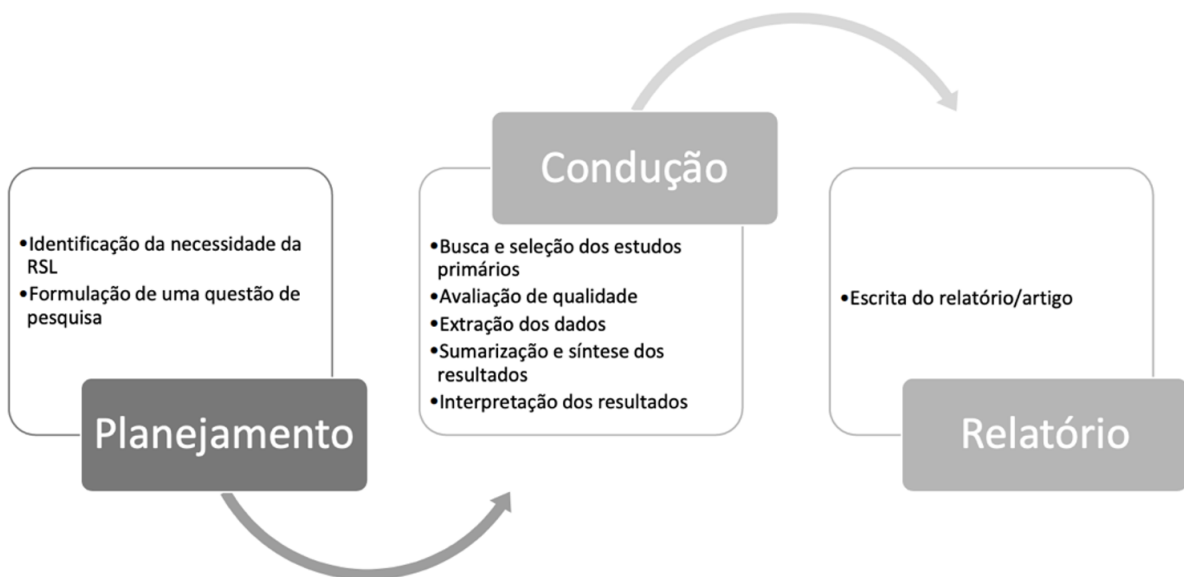 •Identificação da necessidade da
RSL
•Formulação de uma questão de
pesquisa
Planejamento
Condução
•Busca e seleção dos estudos
primários
•Avaliação de qualidade
•Extração dos dados
•Sumarização e síntese dos
resultados
•Interpretação dos resultados
•Escrita do relatório/artigo
Relatório